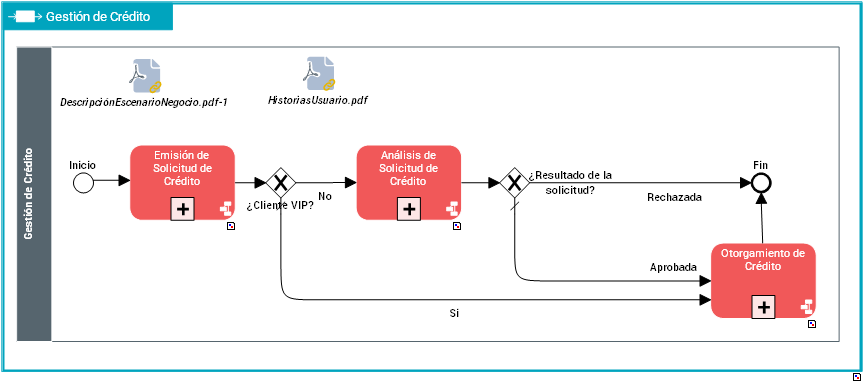 Gestión de Crédito
DescripciónEscenarioNegocio.pdf-1
HistoriasUsuario.pdf
Gestión de Crédito
Inicio
Emisión de
Solicitud de
Crédito
¿Cliente VIP?
No
Análisis de
Solicitud de
Crédito
¿Resultado de la
solicitud?
Rechazada
Fin
Aprobada
Otorgamiento de
Crédito
Si